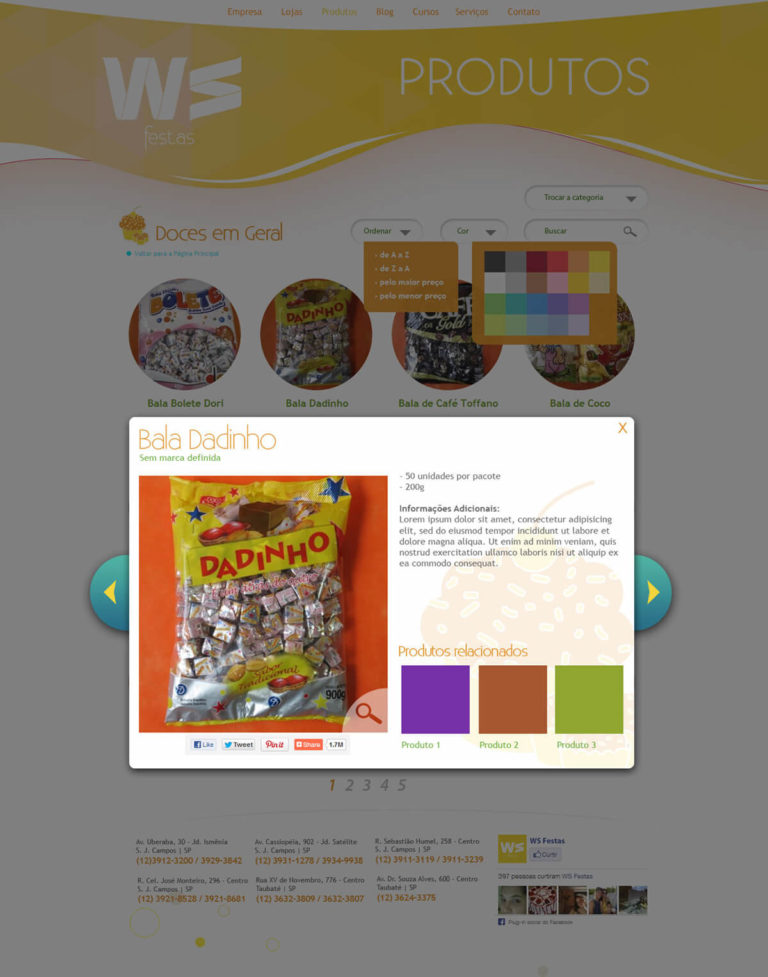 Empresa Lojas Produtos Blog Cursos Serviços Contato
WS
festas
PRODUTOS
Trocar a categoria
Doces em Geral
Ordenar
Cor
Buscar
Voltar para a Página Principal
› de A a Z
› de Z a A
› pelo maior preço
› pelo menor preço
BOLETE
DADINHO
Gold
Bala Bolete Dori
Bala Dadinho
Bala de Café Toffano
Bala de Coco
Bala Dadinho
X
Sem marca definida
- 50 unidades por pacote
- 200g
Informações Adicionais:
Lorem ipsum dolor sit amet, consectetur adipisicing
elit, sed do eiusmod tempor incididunt ut labore et
dolore magna aliqua. Ut enim ad minim veniam, quis
nostrud exercitation ullamco laboris nisi ut aliquip ex
ea commodo consequat.
DADINHO
Sabor
Tradicional
900g
Produtos relacionados
Produto 1
Produto 2
Produto 3
Like
Tweet
Pin it
Share
1.7M
1 2 3 4 5
Av. Uberaba, 30 - Jd. Ismênia
S. J. Campos | SP
(12)3912-3200 / 3929-3842
Av. Cassiopéia, 902 - Jd. Satélite
S. J. Campos | SP
(12) 3931-1278 / 3934-9938
R. Sebastião Humel, 258 - Centro
S. J. Campos | SP
(12) 3911-3119 / 3911-3239
R. Cel. José Monteiro, 296 - Centro
S. J. Campos | SP
(12) 3921-8528 / 3921-8681
Rua XV de Novembro, 776 - Centro
Taubaté | SP
(12) 3632-3809 / 3632-3807
Av. Dr. Souza Alves, 600 - Centro
Taubaté | SP
(12) 3624-3375
WS
WS Festas
Curtir
297 pessoas curtiram WS Festas
Plug-in social do Facebook